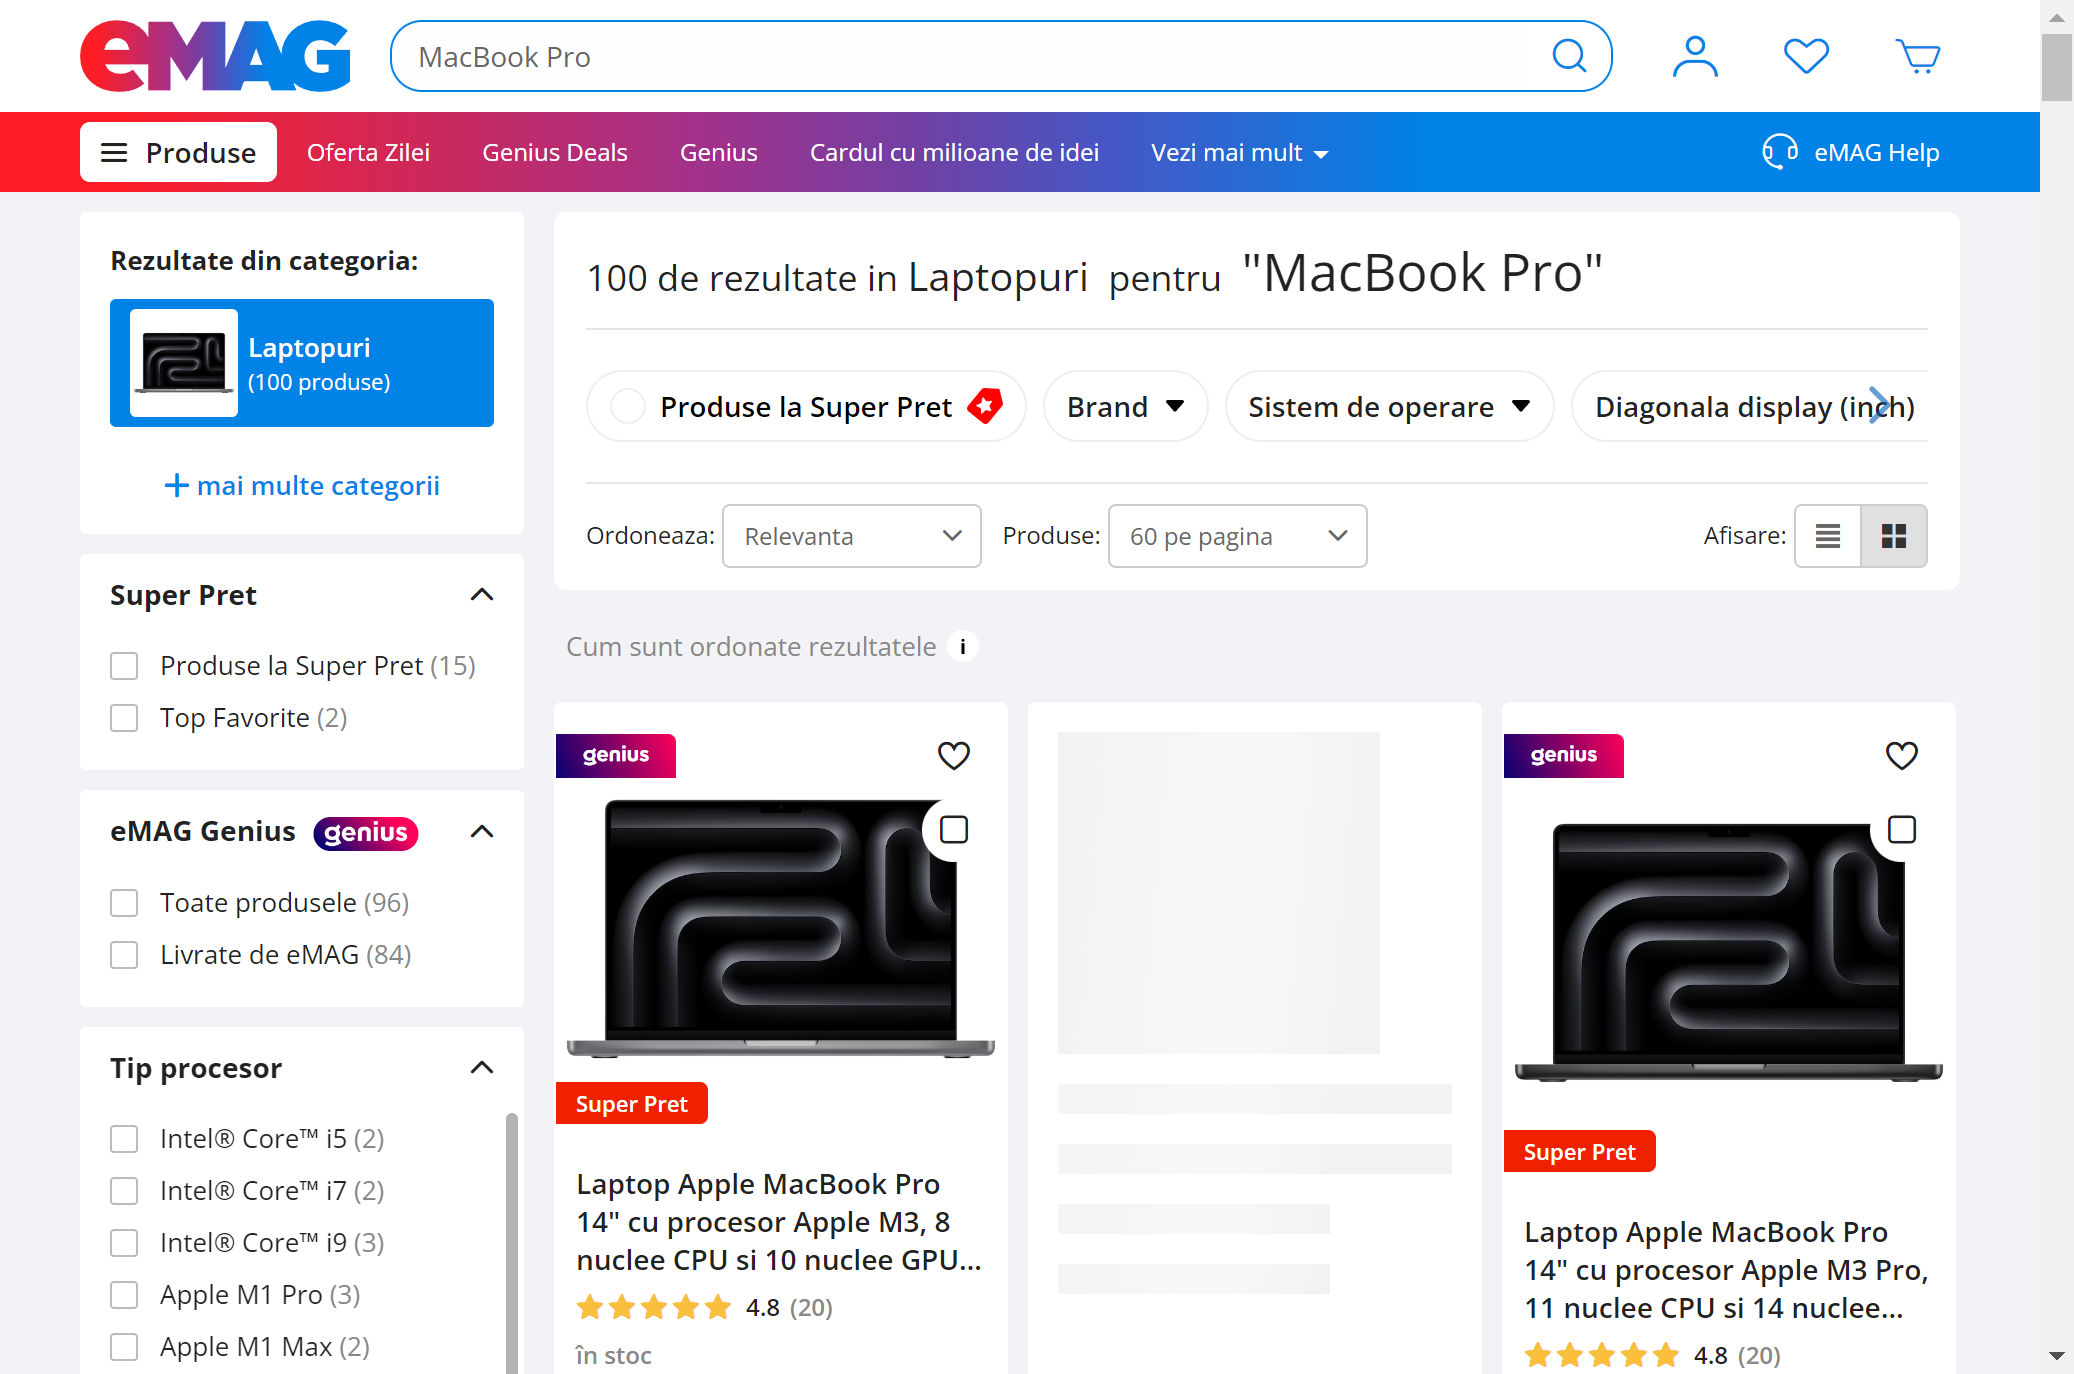 eMAG
MacBook Pro
Produse
Oferta Zilei
Genius Deals
Genius
Cardul cu milioane de idei
Vezi mai mult
eMAG Help
Rezultate din categoria:
Laptopuri
(100 produse)
+ mai multe categorii
Super Pret
Produse la Super Pret (15)
Top Favorite (2)
eMAG Genius genius
Toate produsele (96)
Livrate de eMAG (84)
Tip procesor
Intel® Core™ i5 (2)
Intel® Core™ i7 (2)
Intel® Core™ i9 (3)
Apple M1 Pro (3)
Apple M1 Max (2)
100 de rezultate in Laptopuri pentru "MacBook Pro"
Produse la Super Pret
Brand
Sistem de operare
Diagonala display (inch)
Ordoneaza: Relevanta
Produse: 60 pe pagina
Afisare:
Cum sunt ordonate rezultatele i
genius
Super Pret
Laptop Apple MacBook Pro
14" cu procesor Apple M3, 8
nuclee CPU si 10 nuclee GPU...
4.8 (20)
în stoc
genius
Super Pret
Laptop Apple MacBook Pro
14" cu procesor Apple M3 Pro,
11 nuclee CPU si 14 nuclee...
4.8 (20)